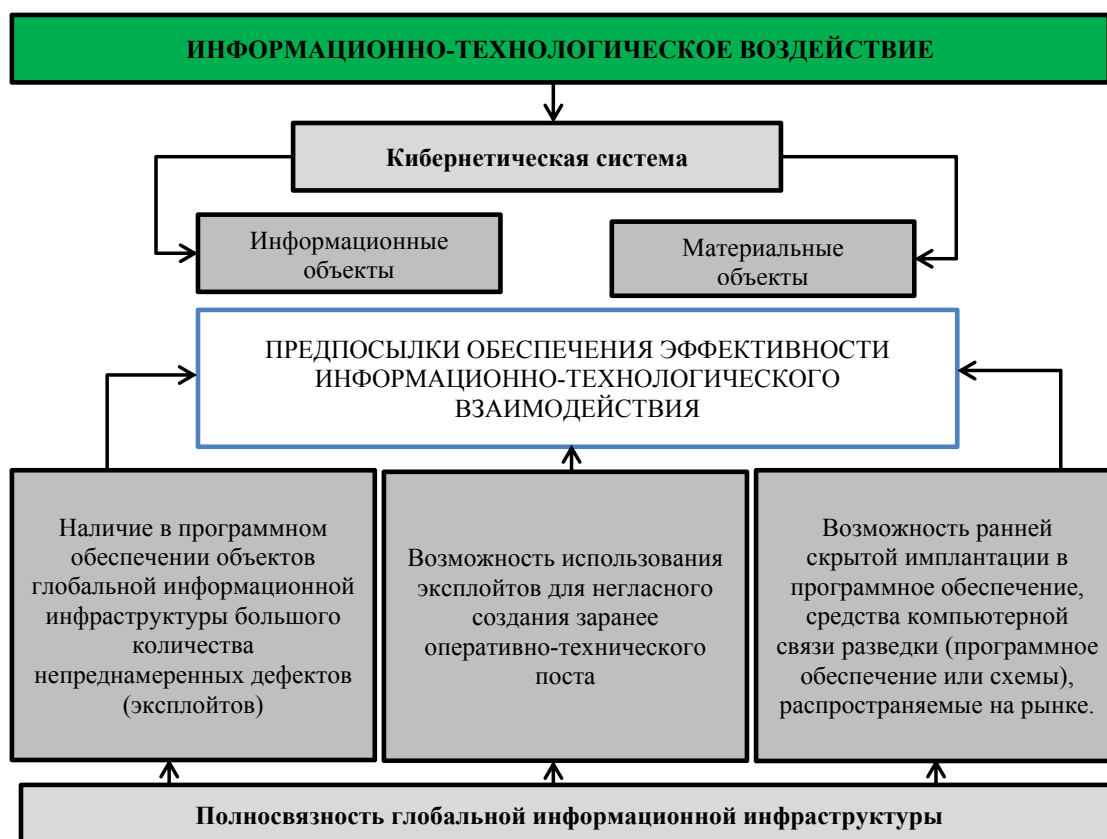 ИНФОРМАЦИОННО-ТЕХНОЛОГИЧЕСКОЕ ВОЗДЕЙСТВИЕ
Кибернетическая система
Информационные
объекты
Материальные
объекты
ПРЕДПОСЫЛКИ ОБЕСПЕЧЕНИЯ ЭФФЕКТИВНОСТИ
ИНФОРМАЦИОННО-ТЕХНОЛОГИЧЕСКОГО
ВЗАИМОДЕЙСТВИЯ
Наличие в программном
обеспечении объектов
глобальной информационной
инфраструктуры большого
количества
непреднамеренных дефектов
(эксплойтов)
Возможность использования
эксплойтов для негласного
создания заранее
оперативно-технического
поста
Возможность ранней
скрытой имплантации в
программное обеспечение,
средства компьютерной
связи разведки (программное
обеспечение или схемы),
распространяемые на рынке.
Полносвязность глобальной информационной инфраструктуры